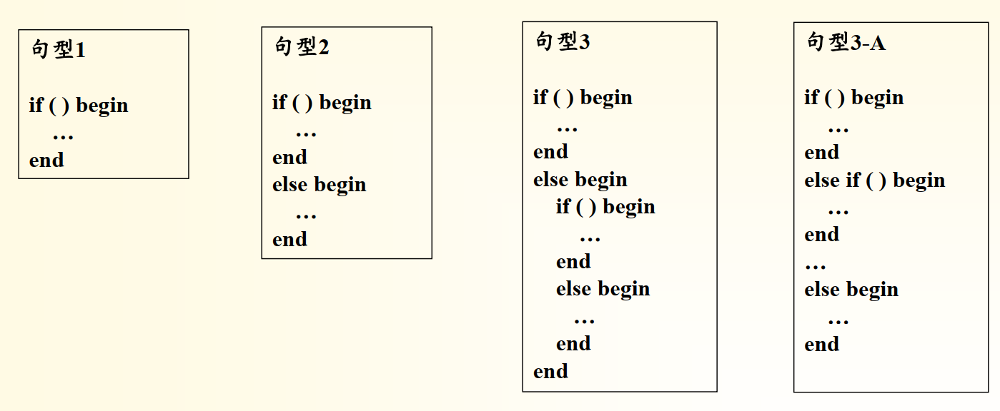 句型1
if ( ) begin
…
end
句型2
if ( ) begin
…
end
else begin
…
end
句型3
if ( ) begin
…
end
else begin
if ( ) begin
…
end
else begin
…
end
end
句型3-A
if ( ) begin
…
end
else if ( ) begin
…
end
…
else begin
…
end